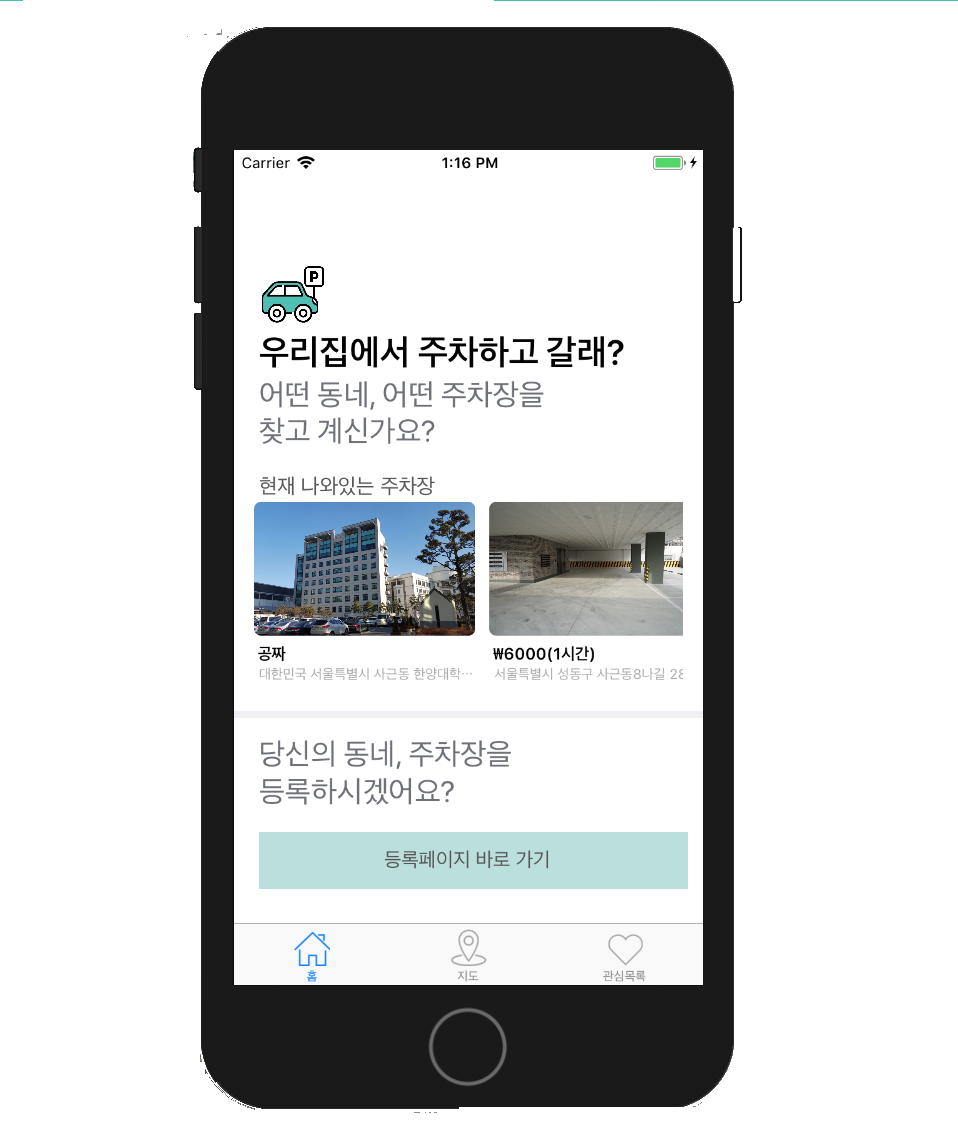 Carrier 1:16 PM
P
우리집에서 주차하고 갈래?
어떤 동네, 어떤 주차장을
찾고 계신가요?
현재 나와있는 주차장
공짜 ₩6000(1시간)
대한민국 서울특별시 사근동 한양대학… 서울특별시 성동구 사근동8나길 28
당신의 동네, 주차장을
등록하시겠어요?
등록페이지 바로 가기
홈 지도 관심목록